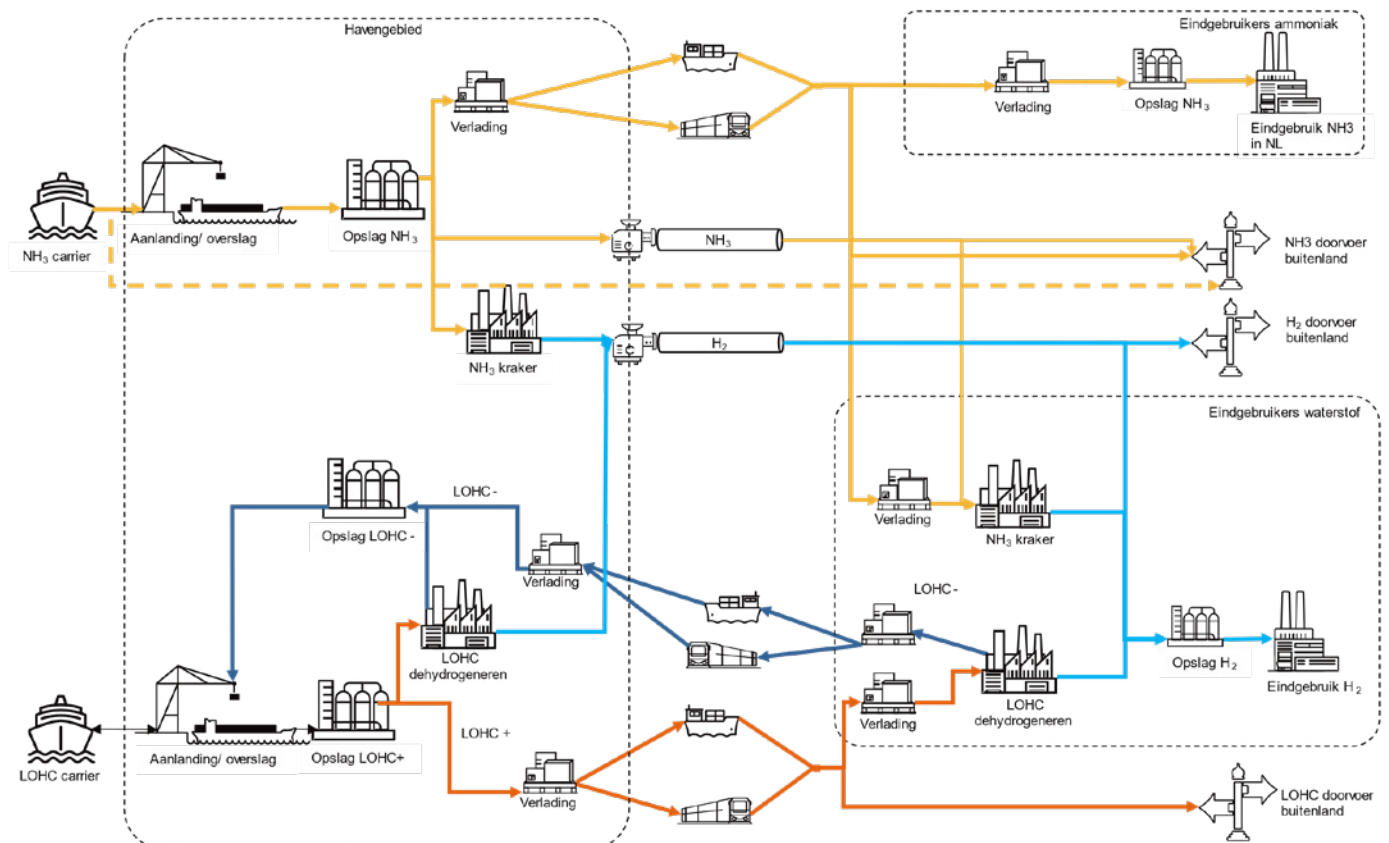 Havengebied
Eindgebruikers ammoniak
Verlading
Verlading
Opslag NH₃
Eindgebruik NH3
in NL
NH₃ carrier
Aanlanding/ overslag
Opslag NH₃
NH₃
NH3 doorvoer
buitenland
H₂
H₂ doorvoer
buitenland
NH₃ kraker
Eindgebruikers waterstof
LOHC-
Opslag LOHC-
Verlading
NH₃ kraker
Verlading
LOHC-
LOHC
dehydrogeneren
Opslag H₂
Eindgebruik H₂
LOHC carrier
Aanlanding/ overslag
Opslag LOHC+
LOHC +
Verlading
LOHC
dehydrogeneren
Verlading
LOHC doorvoer
buitenland